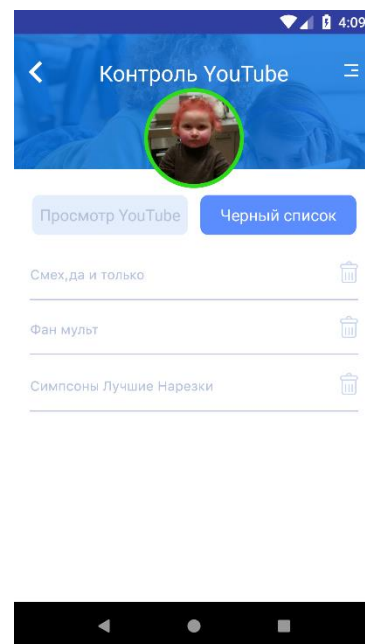 4:09
Контроль YouTube
Просмотр YouTube
Черный список
Смех,да и только
Фан мульт
Симпсоны Лучшие Нарезки